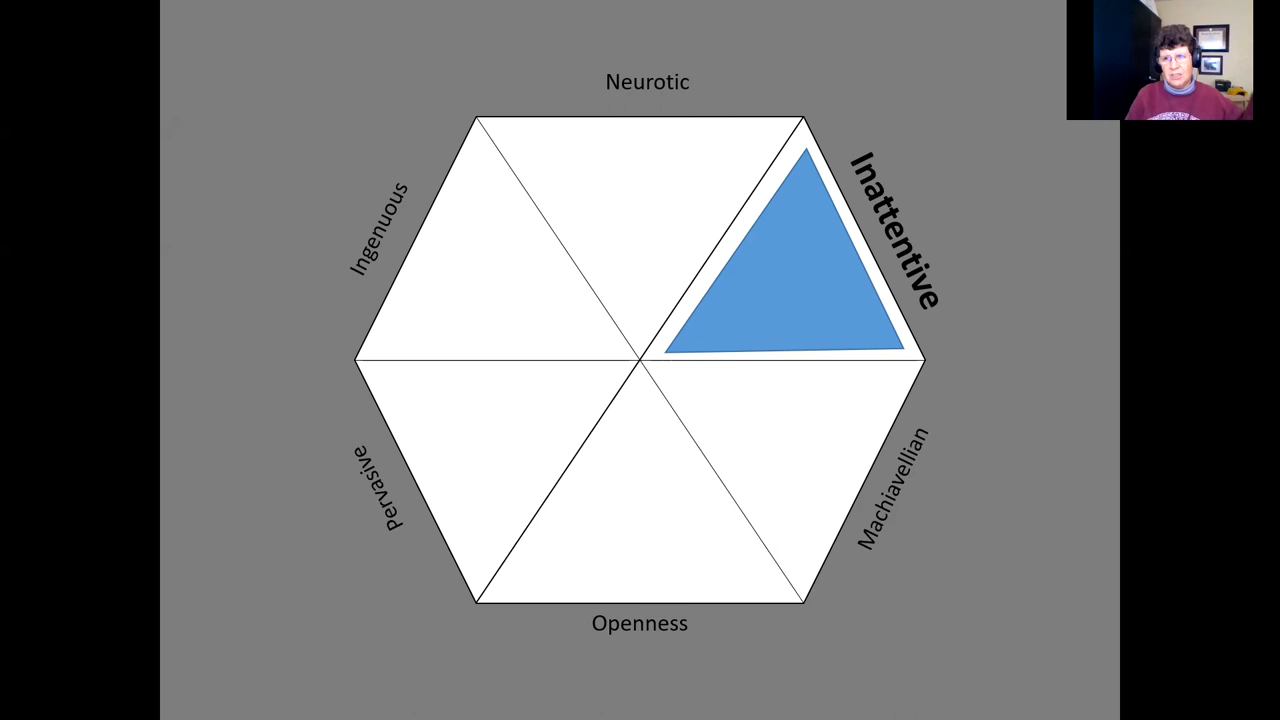 Neurotic
Inattentive
Ingenuous
Machiavellian
Pervasive
Openness